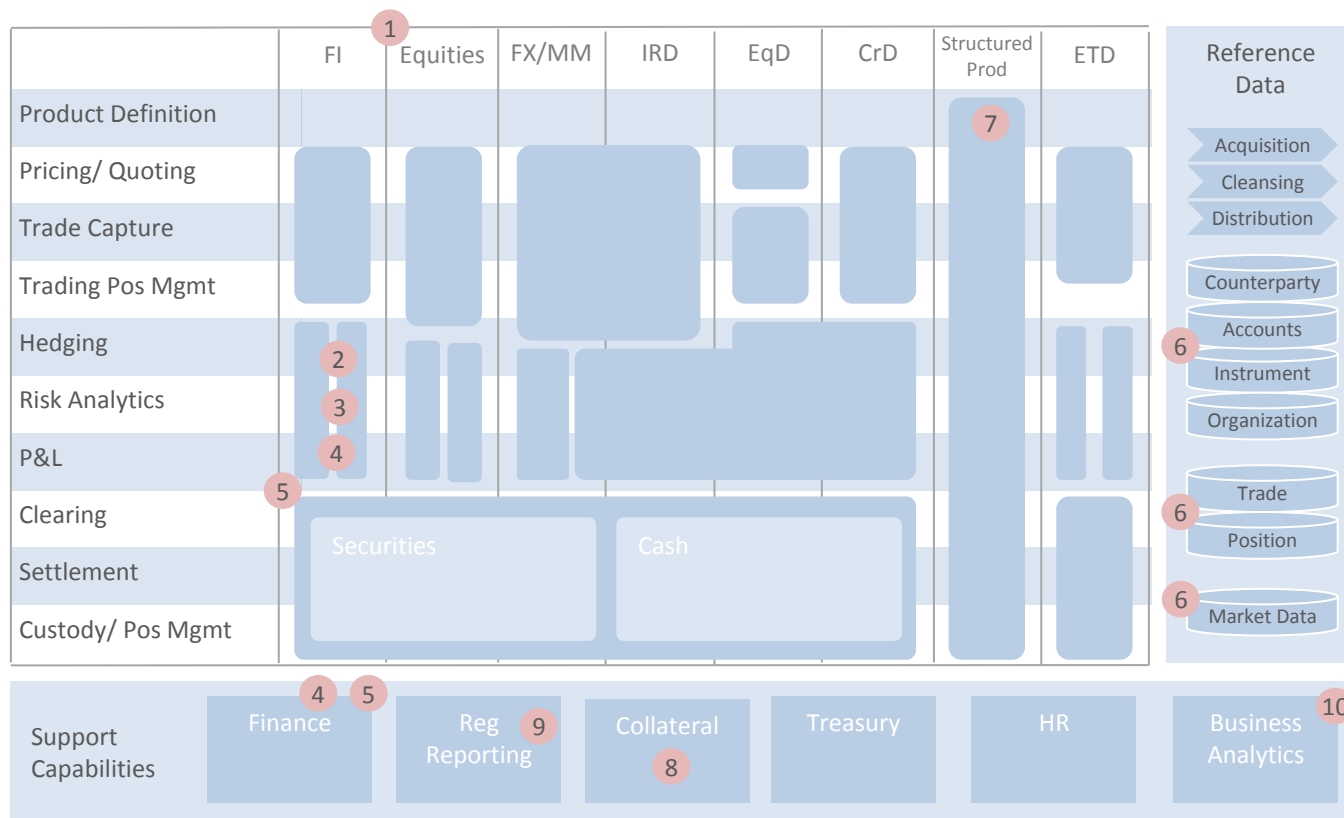 1
FI
Equities
FX/MM
IRD
EqD
CrD
Structured
Prod
ETD
Product Definition
7
Pricing/ Quoting
Trade Capture
Trading Pos Mgmt
Hedging
2
Risk Analytics
3
P&L
4
5
Clearing
Securities
Cash
Settlement
Custody/ Pos Mgmt
Reference
Data
Acquisition
Cleansing
Distribution
Counterparty
Accounts
6
Instrument
Organization
Trade
6
Position
6
Market Data
Support
Capabilities
4
5
Finance
Reg
Reporting
9
Collateral
8
Treasury
HR
10
Business
Analytics